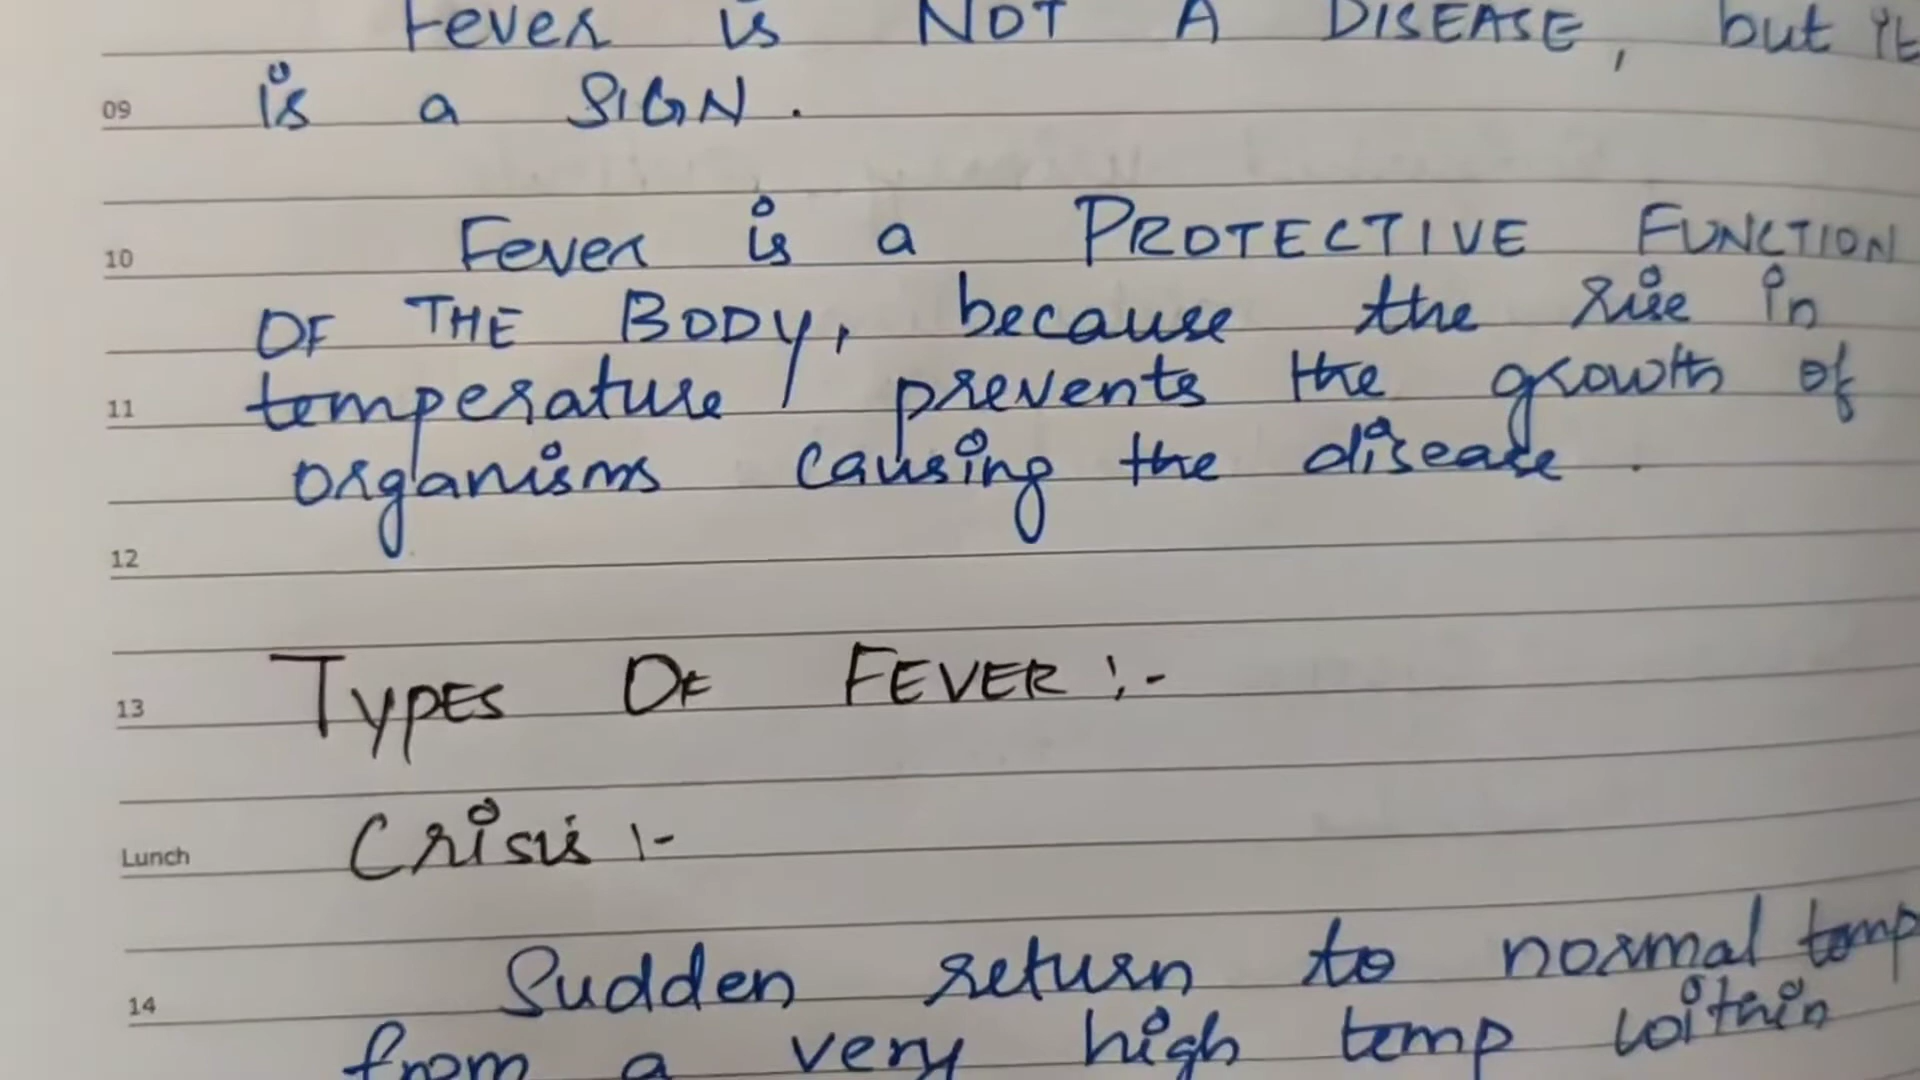 Fever is NOT A DISEASE, but it
09 is a SIGN.
10 Fever is a PROTECTIVE FUNCTION
OF THE BODY, because the rise in
11 temperature prevents the growth of
organisms causing the disease.
12
13 TYPES OF FEVER :-
Lunch Crisis :-
14 Sudden return to normal temp
from a very high temp within